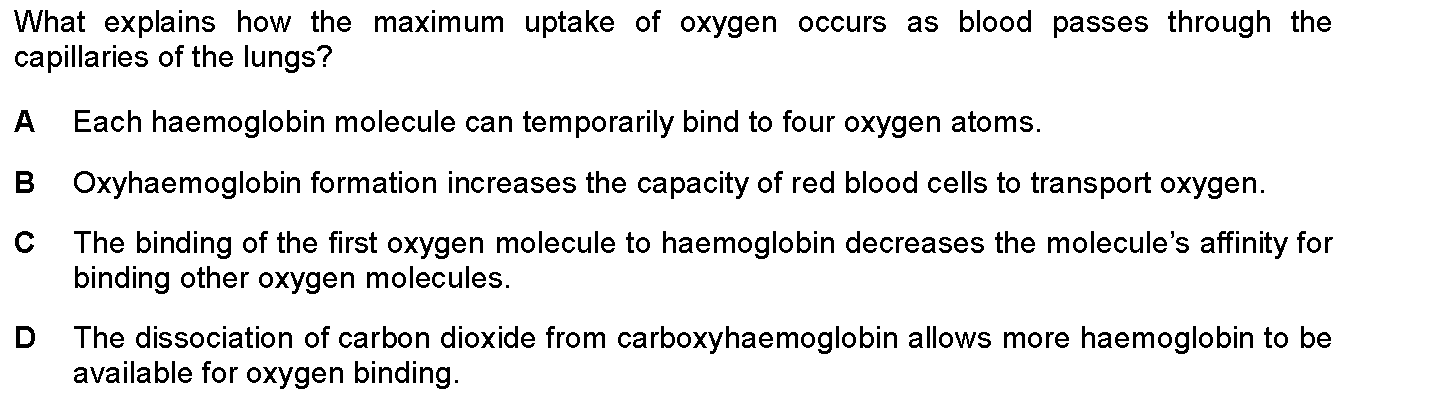 What explains how the maximum uptake of oxygen occurs as blood passes through the
capillaries of the lungs?
A Each haemoglobin molecule can temporarily bind to four oxygen atoms.
B Oxyhaemoglobin formation increases the capacity of red blood cells to transport oxygen.
C The binding of the first oxygen molecule to haemoglobin decreases the molecule's affinity for
binding other oxygen molecules.
D The dissociation of carbon dioxide from carboxyhaemoglobin allows more haemoglobin to be
available for oxygen binding.